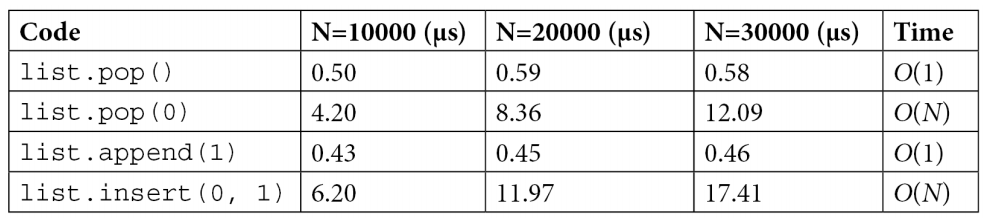 Code N=10000 (µs) N=20000 (µs) N=30000 (µs) Time
list.pop() 0.50 0.59 0.58 O(1)
list.pop(0) 4.20 8.36 12.09 O(N)
list.append(1) 0.43 0.45 0.46 O(1)
list.insert(0, 1) 6.20 11.97 17.41 O(N)